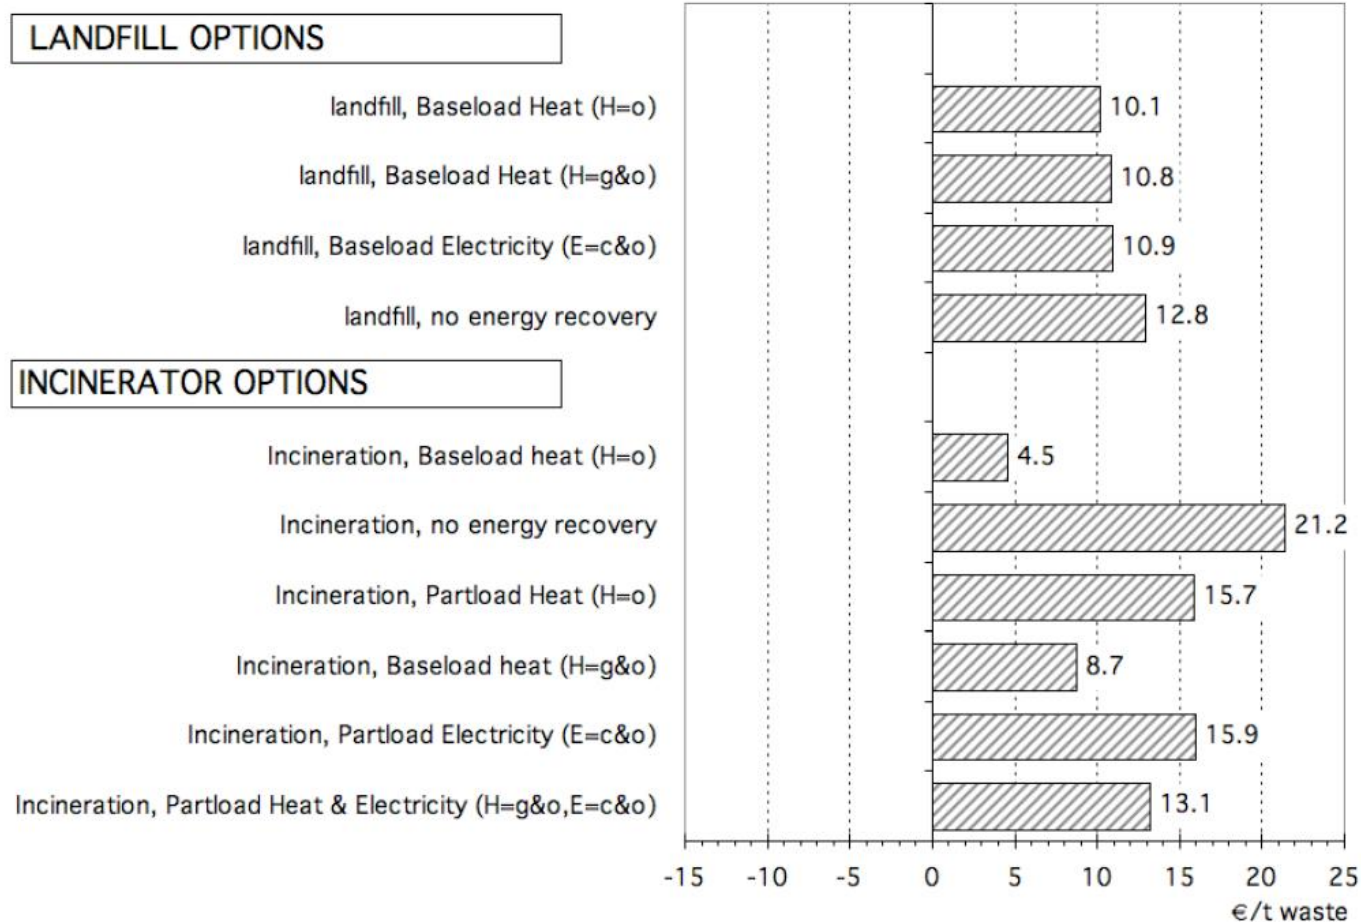 LANDFILL OPTIONS
landfill, Baseload Heat (H=o) 10.1
landfill, Baseload Heat (H=g&o) 10.8
landfill, Baseload Electricity (E=c&o) 10.9
landfill, no energy recovery 12.8
INCINERATOR OPTIONS
Incineration, Baseload heat (H=o) 4.5
Incineration, no energy recovery 21.2
Incineration, Partload Heat (H=o) 15.7
Incineration, Baseload heat (H=g&o) 8.7
Incineration, Partload Electricity (E=c&o) 15.9
Incineration, Partload Heat & Electricity (H=g&o,E=c&o) 13.1
-15 -10 -5 0 5 10 15 20 25
€/t waste